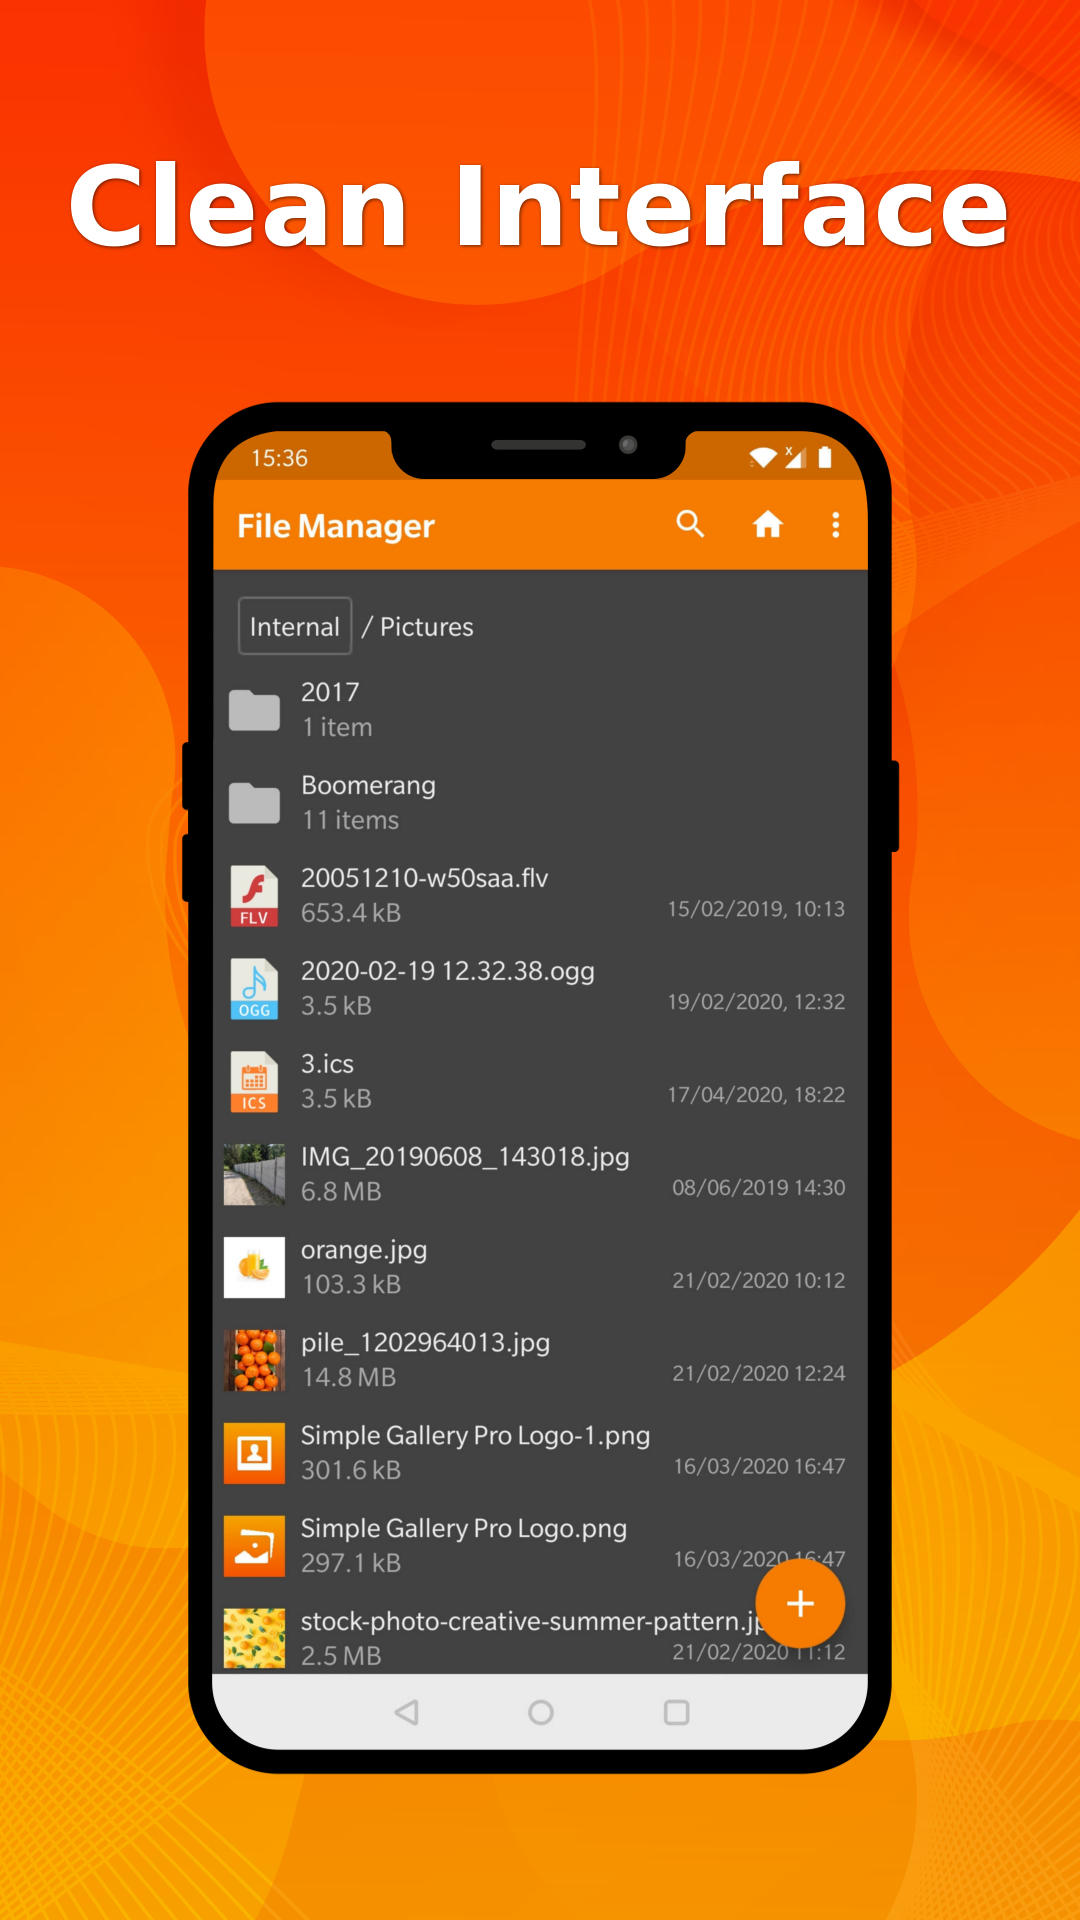 Clean Interface
15:36
File Manager
Internal / Pictures
2017
1 item
Boomerang
11 items
20051210-w50saa.flv
FLV
653.4 kB
15/02/2019, 10:13
2020-02-19 12.32.38.ogg
OGG
3.5 kB
19/02/2020, 12:32
3.ics
ICS
3.5 kB
17/04/2020, 18:22
IMG_20190608_143018.jpg
6.8 MB
08/06/2019 14:30
orange.jpg
103.3 kB
21/02/2020 10:12
pile_1202964013.jpg
14.8 MB
21/02/2020 12:24
Simple Gallery Pro Logo-1.png
301.6 kB
16/03/2020 16:47
Simple Gallery Pro Logo.png
297.1 kB
16/03/2020 16:47
stock-photo-creative-summer-pattern.jp
2.5 MB
21/02/2020 11:12